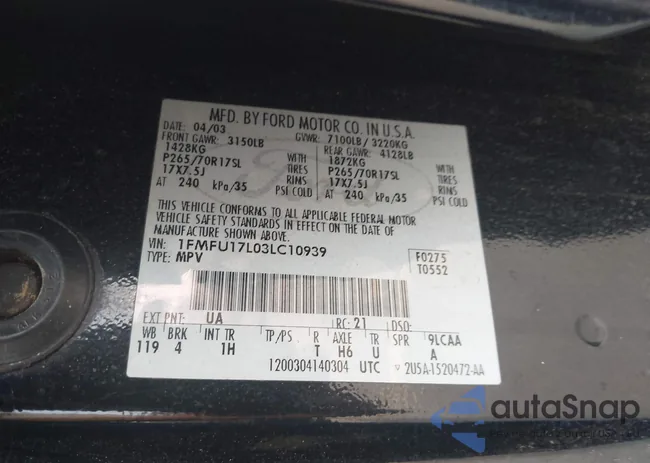 MFD. BY FORD MOTOR CO. IN U.S.A.
DATE: 04/03 GVWR: 7100LB/ 3220KG
FRONT GAWR: 3150LB REAR GAWR: 4128LB
1428KG WITH 1872KG WITH
P265/70R17SL TIRES P265/70R17SL TIRES
17X7.5J RIMS 17X7.5J RIMS
AT 240 kPa/35 PSI COLD AT 240 kPa/35 PSI COLD
THIS VEHICLE CONFORMS TO ALL APPLICABLE FEDERAL MOTOR
VEHICLE SAFETY STANDARDS IN EFFECT ON THE DATE OF
MANUFACTURE SHOWN ABOVE.
VIN: 1FMFU17L03LC10939 F0275
TYPE: MPV T0552
EXT PNT: UA RC: 21 DSO:
WB BRK INT TR TP/PS R AXLE TR SPR 9LCAA
119 4 1H T H6 U A
1200304140304 UTC 2U5A-1520472-AA
Ford
autoSnap